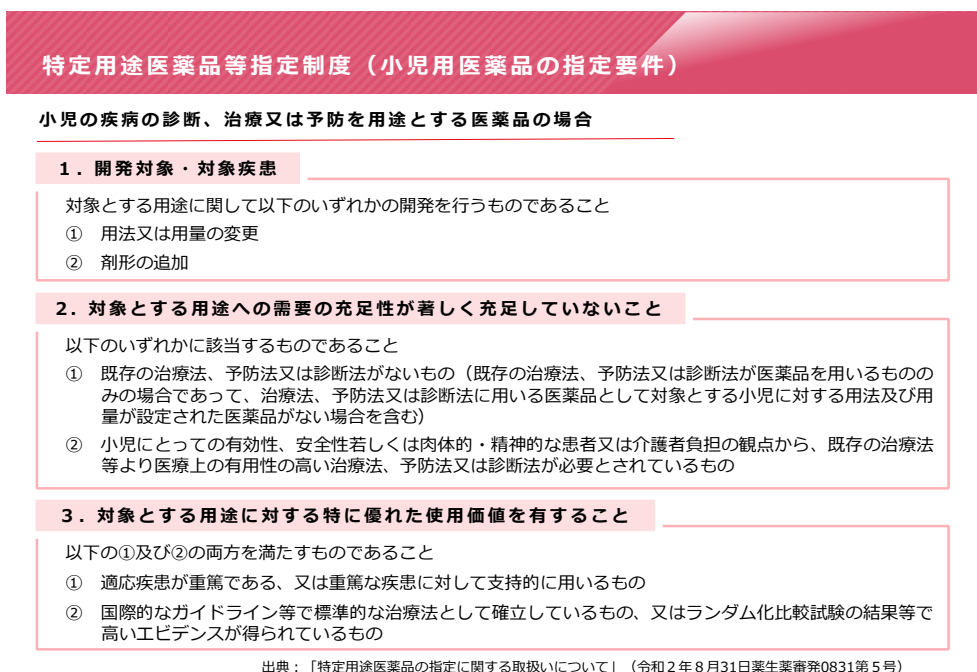 特定用途医薬品等指定制度（小児用医薬品の指定要件）
小児の疾病の診断、治療又は予防を用途とする医薬品の場合
１．開発対象・対象疾患
対象とする用途に関して以下のいずれかの開発を行うものであること
① 用法又は用量の変更
② 剤形の追加
２．対象とする用途への需要の充足性が著しく充足していないこと
以下のいずれかに該当するものであること
① 既存の治療法、予防法又は診断法がないもの（既存の治療法、予防法又は診断法が医薬品を用いるものの
みの場合であって、治療法、予防法又は診断法に用いる医薬品として対象とする小児に対する用法及び用
量が設定された医薬品がない場合を含む）
② 小児にとっての有効性、安全性若しくは肉体的・精神的な患者又は介護者負担の観点から、既存の治療法
等より医療上の有用性の高い治療法、予防法又は診断法が必要とされているもの
３．対象とする用途に対する特に優れた使用価値を有すること
以下の①及び②の両方を満たすものであること
① 適応疾患が重篤である、又は重篤な疾患に対して支持的に用いるもの
② 国際的なガイドライン等で標準的な治療法として確立しているもの、又はランダム化比較試験の結果等で
高いエビデンスが得られているもの
出典：「特定用途医薬品の指定に関する取扱いについて」（令和２年８月31日薬生薬審発0831第５号）